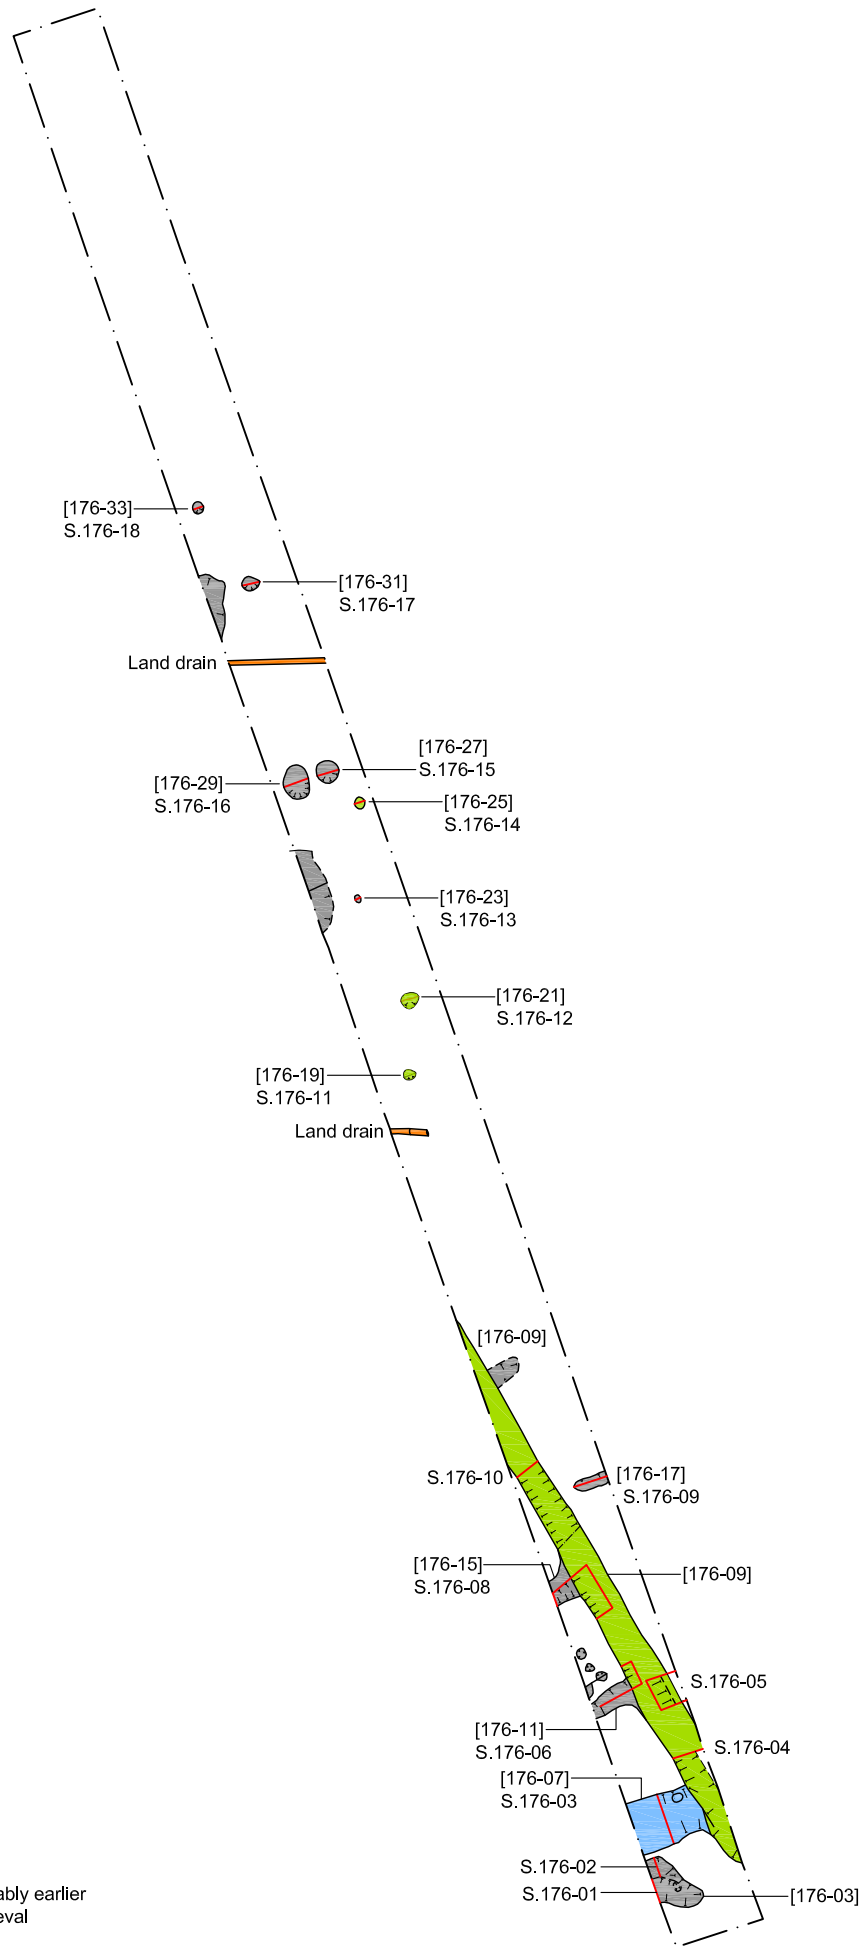 [176-33]
S.176-18
[176-31]
S.176-17
Land drain
[176-27]
S.176-15
[176-29]
S.176-16
[176-25]
S.176-14
[176-23]
S.176-13
[176-21]
S.176-12
[176-19]
S.176-11
Land drain
[176-09]
S.176-10
[176-17]
S.176-09
[176-15]
S.176-08
[176-09]
S.176-05
[176-11]
S.176-06
S.176-04
[176-07]
S.176-03
S.176-02
S.176-01
[176-03]
ably earlier
eval